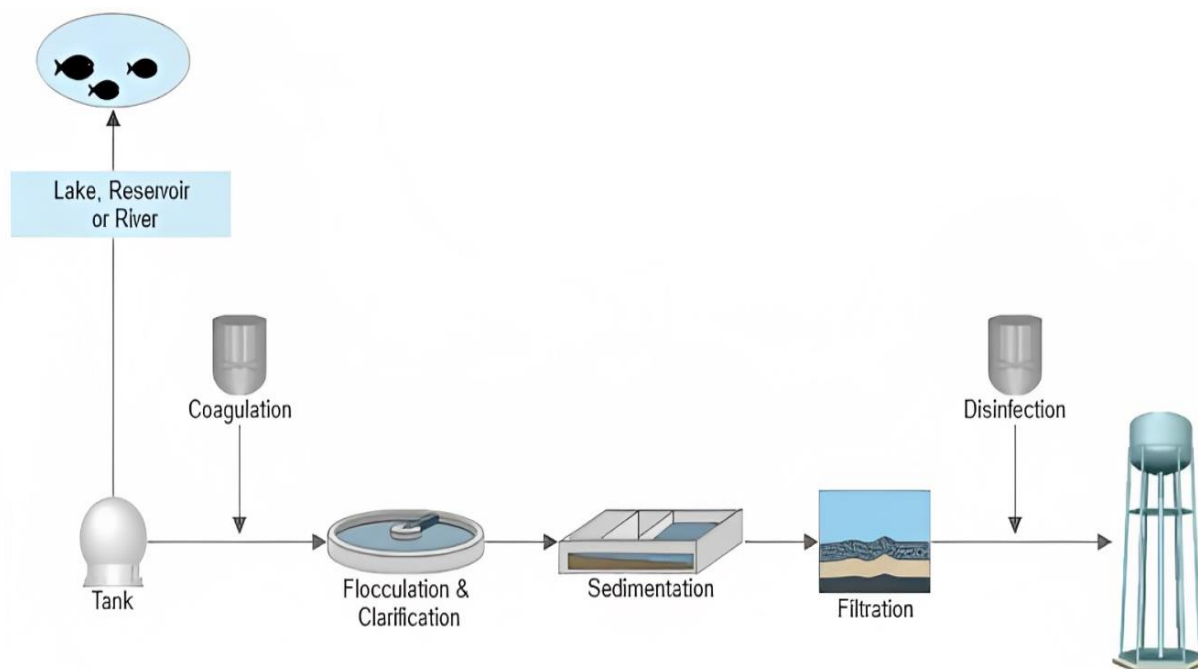 Lake, Reservoir
or River
Coagulation
Disinfection
Tank
Flocculation &
Clarification
Sedimentation
Filtration